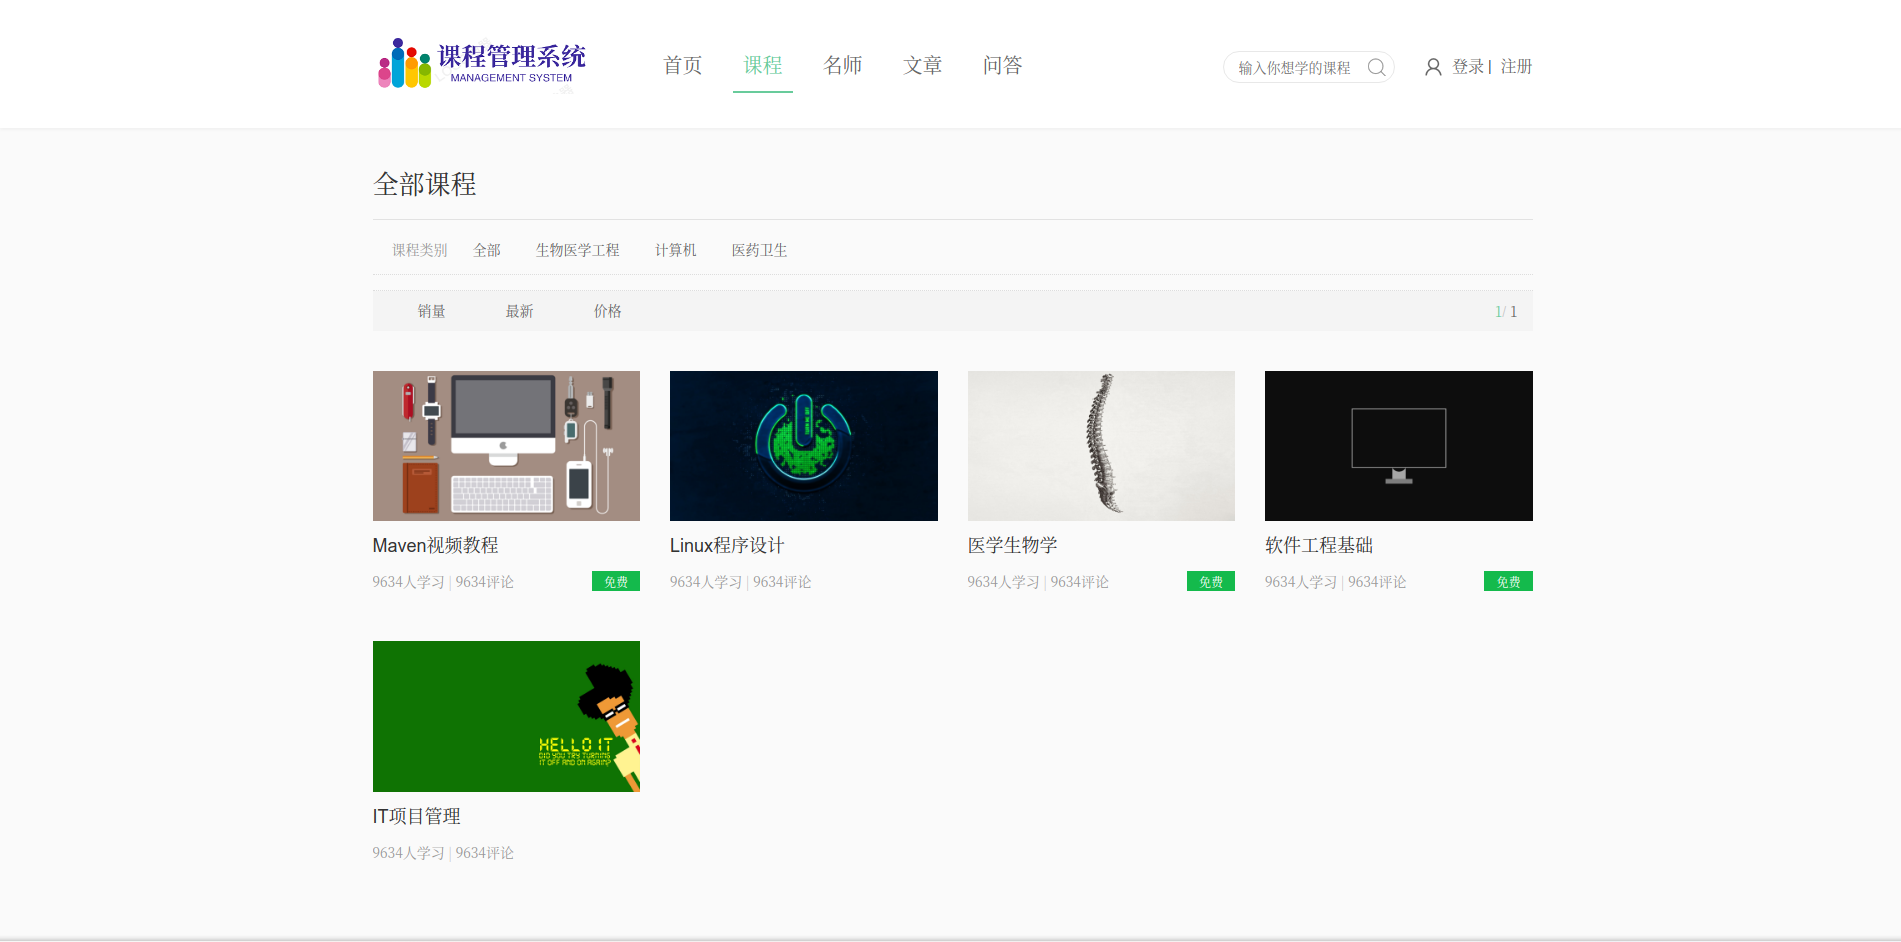 课程管理系统
MANAGEMENT SYSTEM
首页 课程 名师 文章 问答
输入你想学的课程
登录 | 注册
全部课程
课程类别 全部 生物医学工程 计算机 医药卫生
销量 最新 价格 1/ 1
Maven视频教程
9634人学习 | 9634评论 免费
Linux程序设计
9634人学习 | 9634评论
医学生物学
9634人学习 | 9634评论 免费
软件工程基础
9634人学习 | 9634评论 免费
HELLO IT
DID YOU TRY TURNING
IT OFF AND ON AGAIN?
IT项目管理
9634人学习 | 9634评论